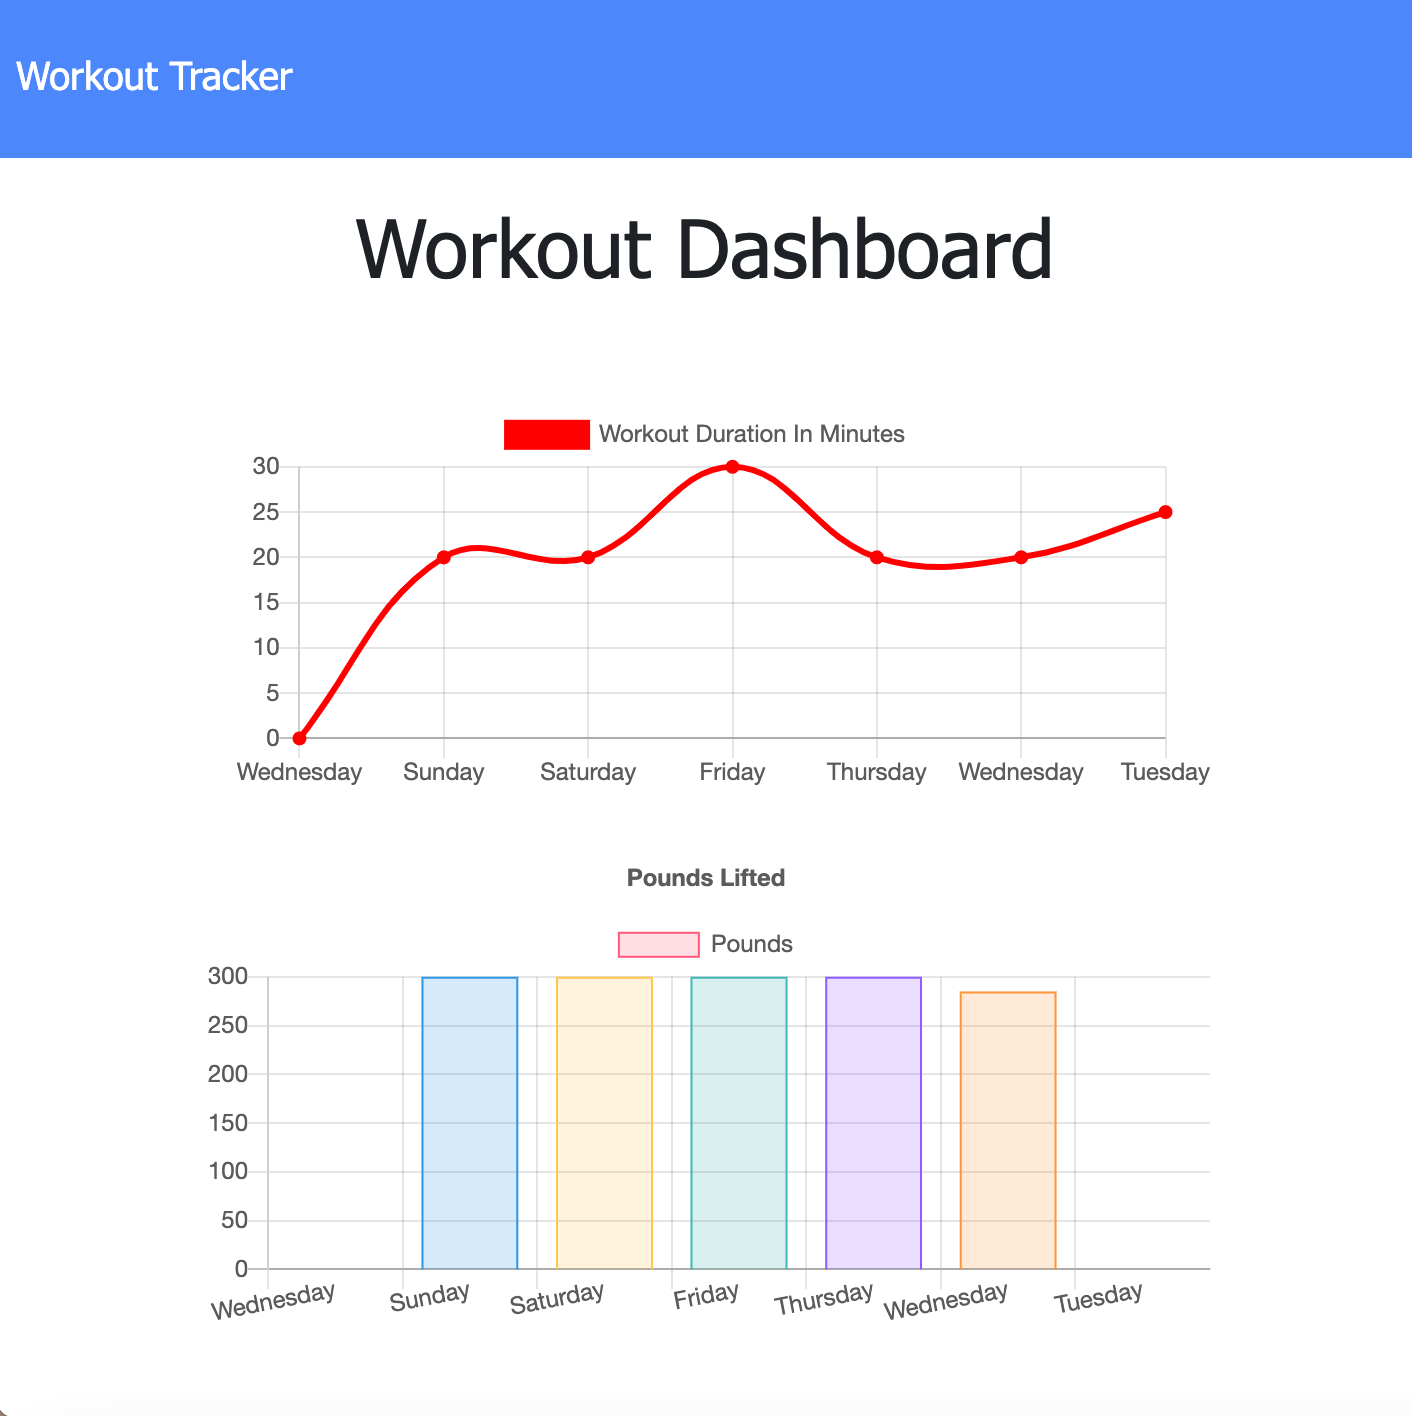 Workout Tracker
Workout Dashboard
Workout Duration In Minutes
30
25
20
15
10
5
0
Wednesday Sunday Saturday Friday Thursday Wednesday Tuesday
Pounds Lifted
Pounds
300
250
200
150
100
50
0
Wednesday Sunday Saturday Friday Thursday Wednesday Tuesday